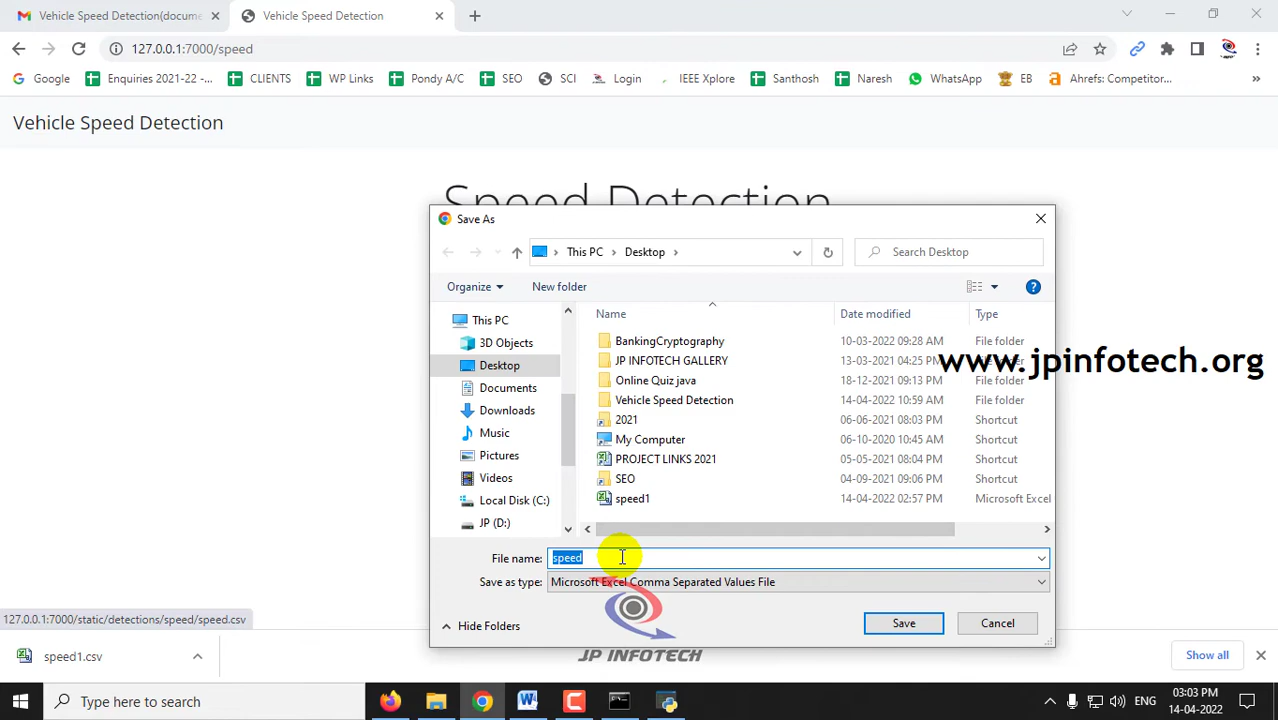 Vehicle Speed Detection(docume
Vehicle Speed Detection
127.0.0.1:7000/speed
Google
Enquiries 2021-22 -...
CLIENTS
WP Links
Pondy A/C
SEO
SCI
Login
IEEE Xplore
Santhosh
Naresh
WhatsApp
EB
Ahrefs: Competitor...
»
Vehicle Speed Detection
Speed Detection
Save As
This PC
Desktop
Search Desktop
Organize
New folder
Name
Date modified
Type
This PC
3D Objects
Desktop
Documents
Downloads
Music
Pictures
Videos
Local Disk (C:)
JP (D:)
BankingCryptography 10-03-2022 09:28 AM File folder
JP INFOTECH GALLERY 13-03-2021 04:25 PM File folder
Online Quiz java 18-12-2021 09:13 PM File folder
Vehicle Speed Detection 14-04-2022 10:59 AM File folder
2021 06-06-2021 08:03 PM Shortcut
My Computer 06-10-2020 10:45 AM Shortcut
PROJECT LINKS 2021 05-05-2021 08:04 PM Shortcut
SEO 04-09-2021 09:06 PM Shortcut
speed1 14-04-2022 02:57 PM Microsoft Excel
www.jpinfotech.org
File name: speed
Save as type: Microsoft Excel Comma Separated Values File
Hide Folders
Save
Cancel
JP INFOTECH
127.0.0.1:7000/static/detections/speed/speed.csv
speed1.csv
Show all
Type here to search
ENG
03:03 PM
14-04-2022